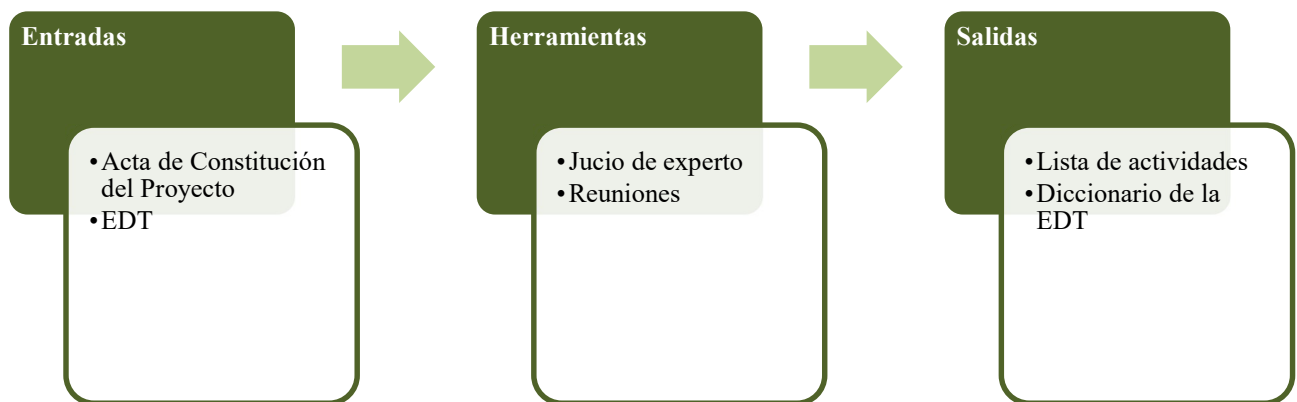 Entradas
•Acta de Constitución
del Proyecto
•EDT
Herramientas
•Jucio de experto
•Reuniones
Salidas
•Lista de actividades
•Diccionario de la
EDT